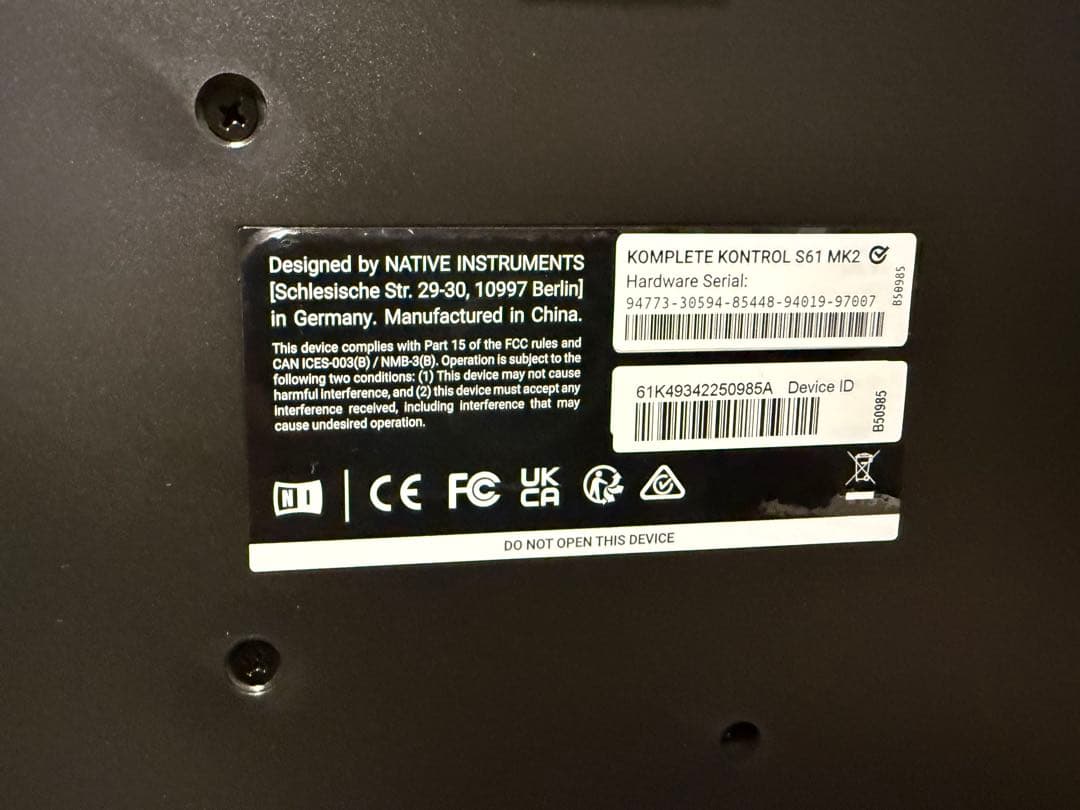 Designed by NATIVE INSTRUMENTS
[Schlesische Str. 29-30, 10997 Berlin]
in Germany. Manufactured in China.
This device complies with Part 15 of the FCC rules and
CAN ICES-003(B) / NMB-3(B). Operation is subject to the
following two conditions: (1) This device may not cause
harmful interference, and (2) this device must accept any
interference received, including interference that may
cause undesired operation.
KOMPLETE KONTROL S61 MK2
Hardware Serial:
94773-30594-85448-94019-97007
B50985
61K49342250985A Device ID
B50985
NI
CE
FC
UK
CA
DO NOT OPEN THIS DEVICE